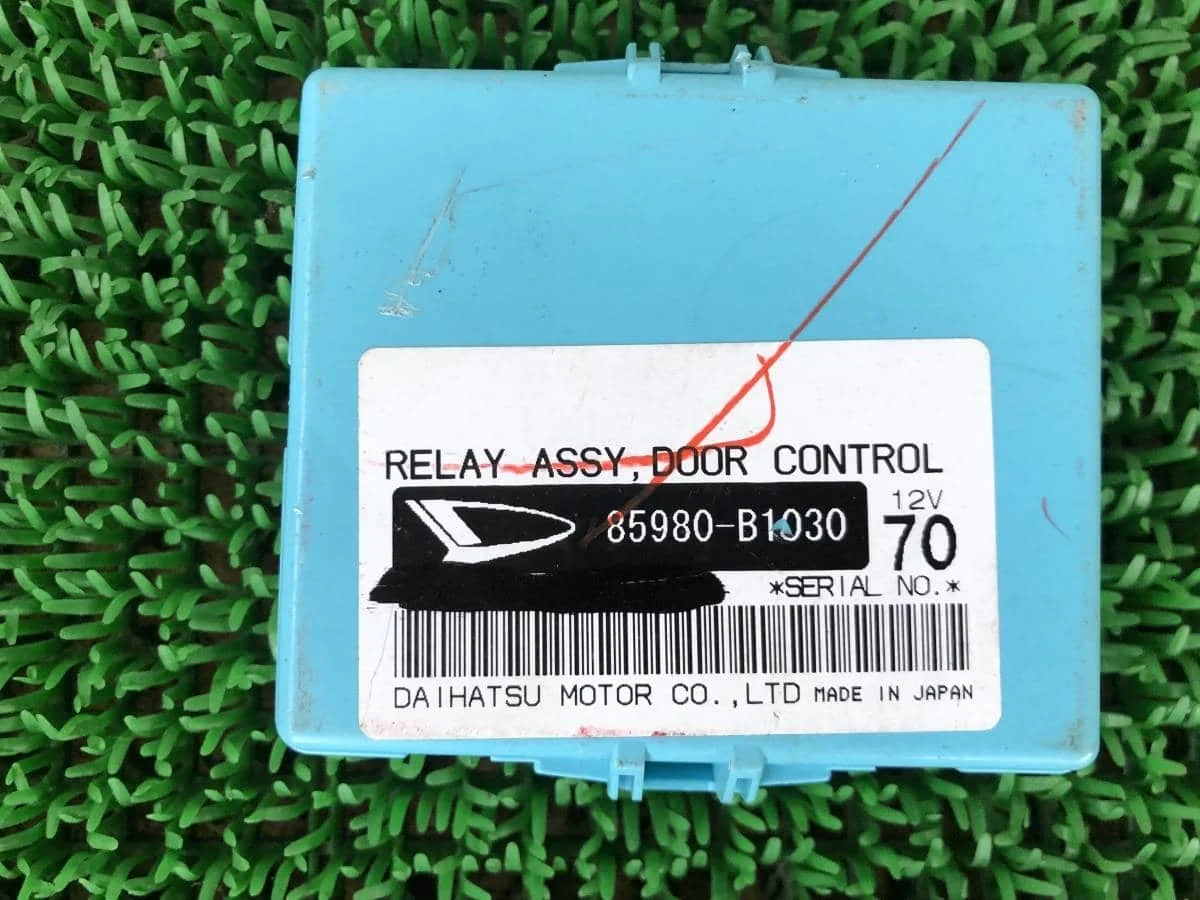 RELAY ASSY, DOOR CONTROL
85980-B1030
12V
70
*SERIAL NO.*
DAIHATSU MOTOR CO.,LTD MADE IN JAPAN